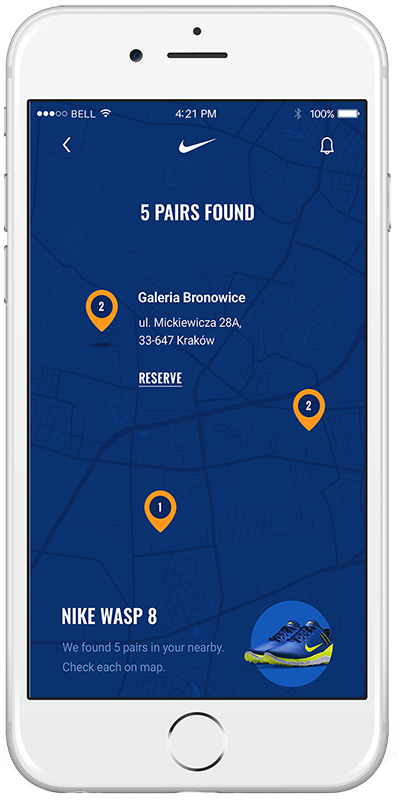 BELL 4:21 PM 100%
5 PAIRS FOUND
2
Galeria Bronowice
ul. Mickiewicza 28A,
33-647 Kraków
RESERVE
2
1
NIKE WASP 8
We found 5 pairs in your nearby.
Check each on map.